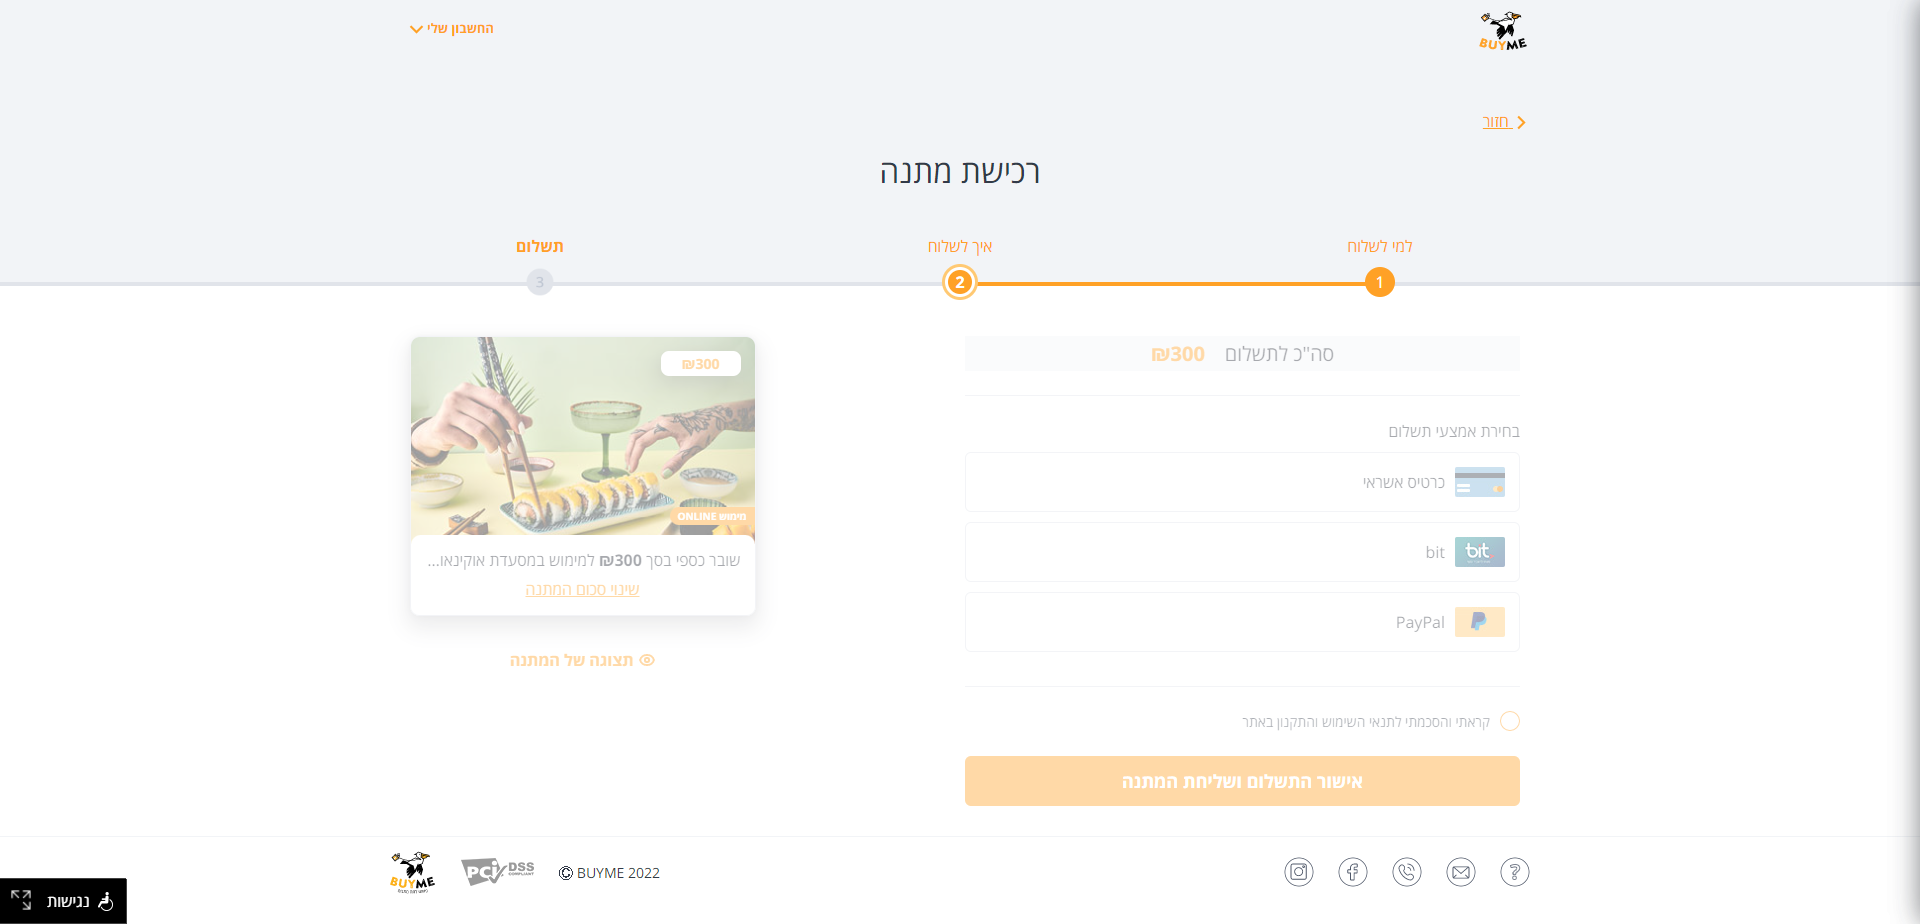 BUYME
החשבון שלי
חזור
רכישת מתנה
למי לשלוח
איך לשלוח
תשלום
1
2
3
סה"כ לתשלום ₪300
בחירת אמצעי תשלום
כרטיס אשראי
bit
bit
PayPal
קראתי והסכמתי לתנאי השימוש והתקנון באתר
אישור התשלום ושליחת המתנה
₪300
מימוש ONLINE
שובר כספי בסך ₪300 למימוש במסעדת אוקינאו...
שינוי סכום המתנה
תצוגה של המתנה
© BUYME 2022
PCI DSS
COMPLIANT
BUYME
נגישות